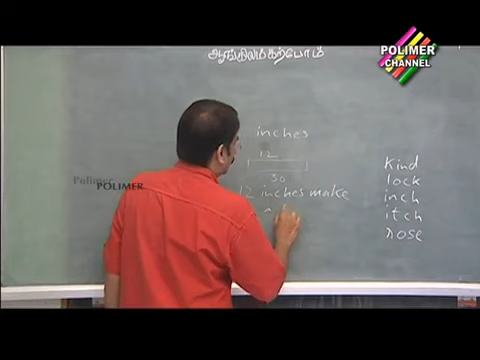 ஆங்கிலம் கற்போம்
POLIMER
CHANNEL
inches
12
30
12 inches make
a
kind
lock
inch
itch
rose
Polimer
POLIMER